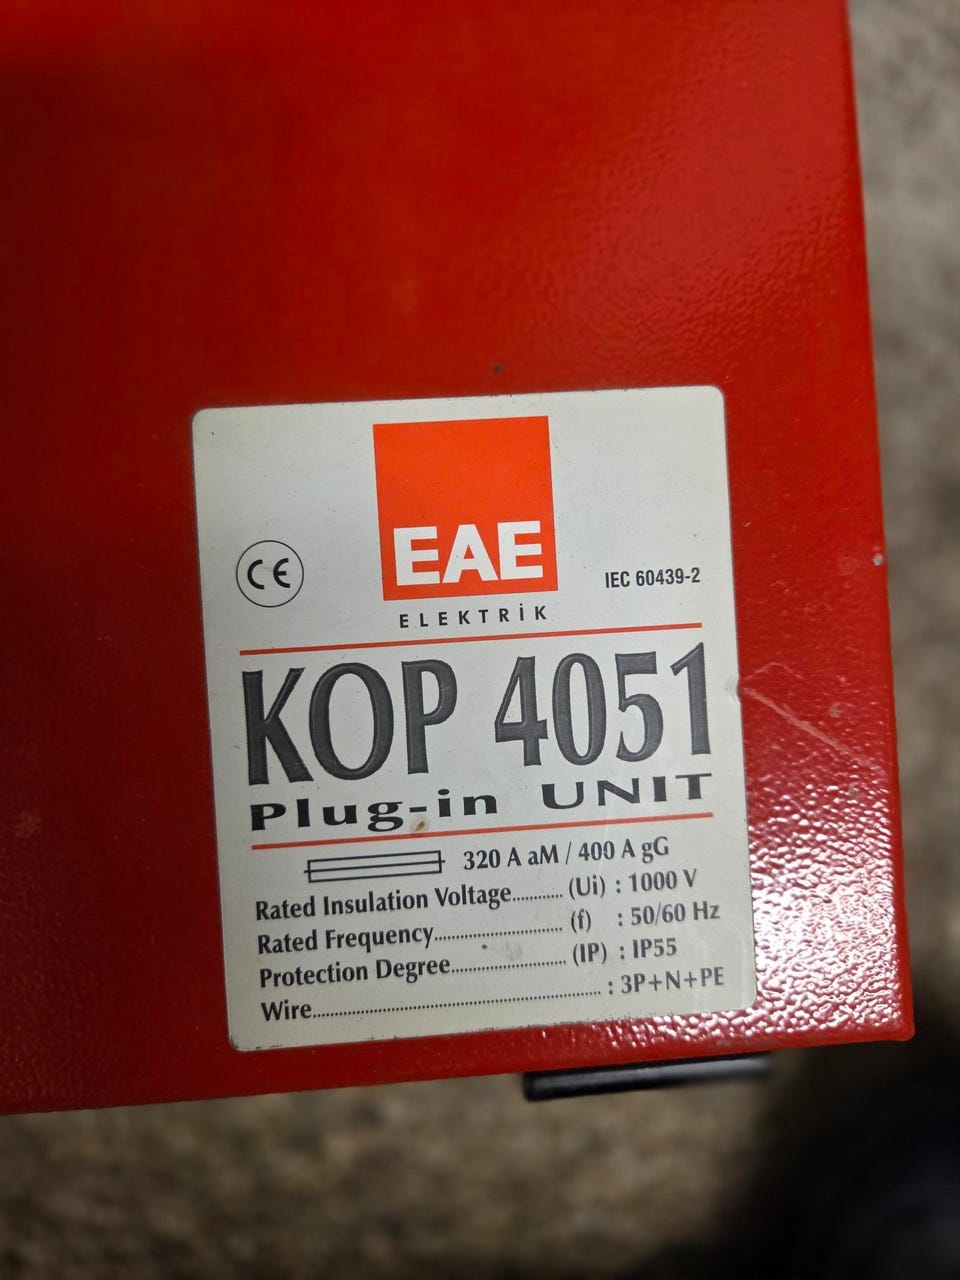 EAE
CE
IEC 60439-2
ELEKTRİK
KOP 4051
Plug-in UNIT
320 A aM / 400 A gG
Rated Insulation Voltage............ (Ui) : 1000 V
Rated Frequency.............................. (f) : 50/60 Hz
Protection Degree.......................... (IP) : IP55
Wire.................................................................... : 3P+N+PE